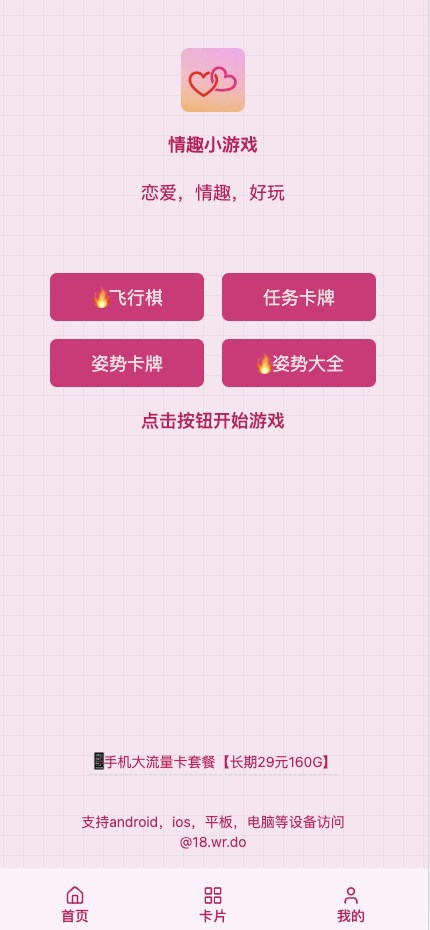 情趣小游戏
恋爱，情趣，好玩
🔥飞行棋
任务卡牌
姿势卡牌
🔥姿势大全
点击按钮开始游戏
📱手机大流量卡套餐【长期29元160G】
支持android，ios，平板，电脑等设备访问
@18.wr.do
首页
卡片
我的